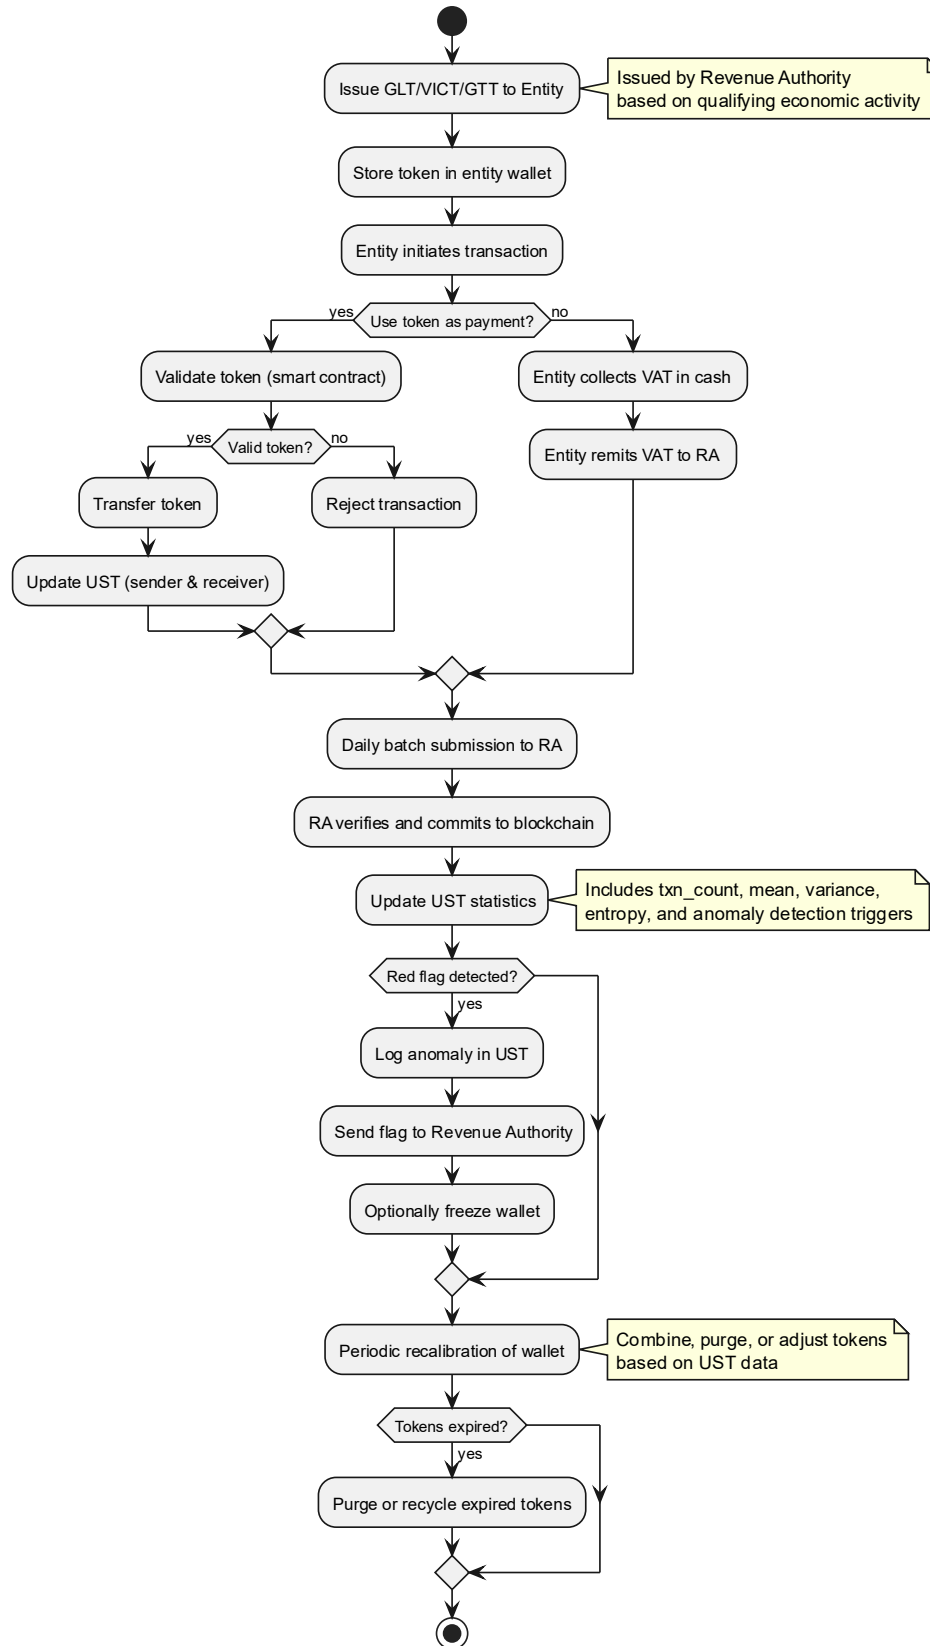 Issue GLT/VICT/GTT to Entity
Issued by Revenue Authority
based on qualifying economic activity
Store token in entity wallet
Entity initiates transaction
yes
Use token as payment?
no
Validate token (smart contract)
Entity collects VAT in cash
yes
Valid token?
no
Entity remits VAT to RA
Transfer token
Reject transaction
Update UST (sender & receiver)
Daily batch submission to RA
RA verifies and commits to blockchain
Update UST statistics
Includes txn_count, mean, variance,
entropy, and anomaly detection triggers
Red flag detected?
yes
Log anomaly in UST
Send flag to Revenue Authority
Optionally freeze wallet
Periodic recalibration of wallet
Combine, purge, or adjust tokens
based on UST data
Tokens expired?
yes
Purge or recycle expired tokens